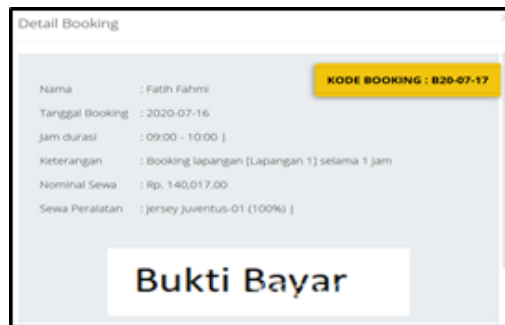 Detail Booking
KODE BOOKING : B20-07-17
Nama : Fatih Fahmi
Tanggal Booking : 2020-07-16
Jam durasi : 09:00 - 10:00 |
Keterangan : Booking lapangan [Lapangan 1] selama 1 jam
Nominal Sewa : Rp. 140,017.00
Sewa Peralatan : Jersey Juventus-01 (100%) |
Bukti Bayar